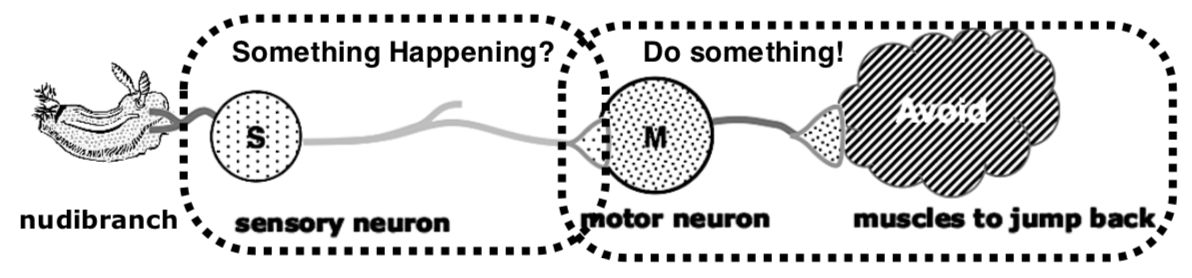 Something Happening?
Do something!
S
M
Avoid
nudibranch
sensory neuron
motor neuron
muscles to jump back